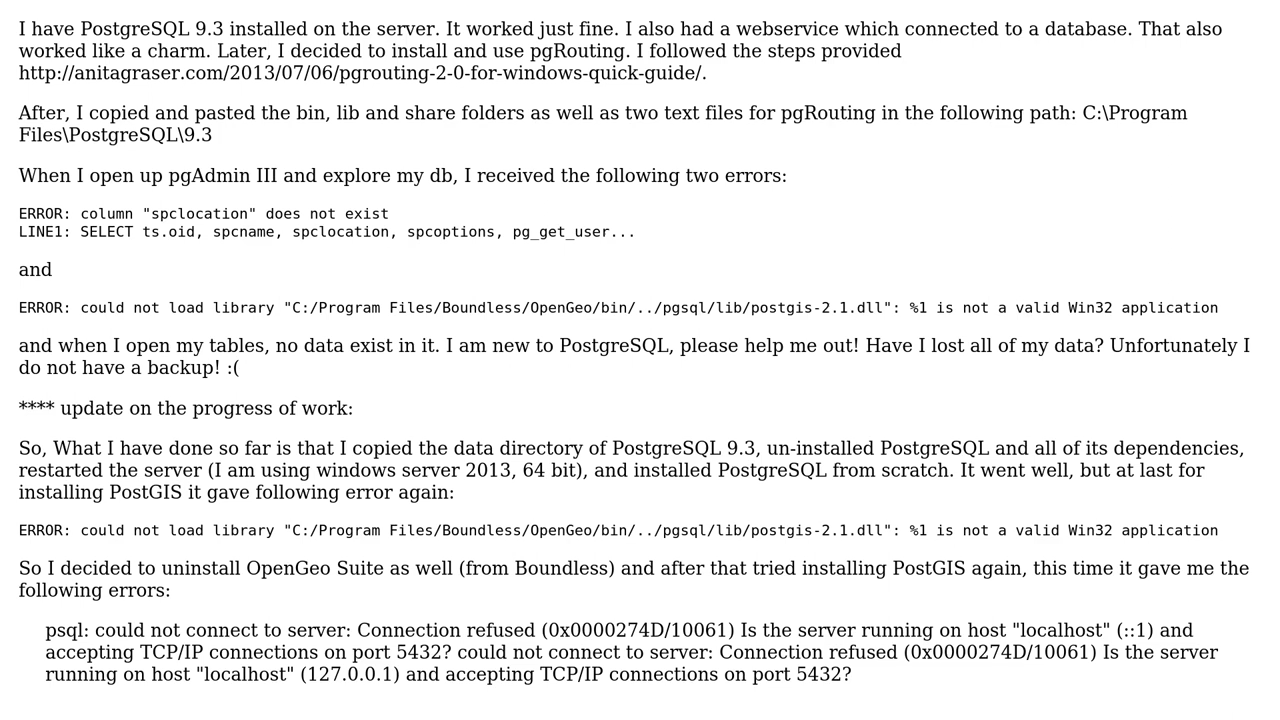 I have PostgreSQL 9.3 installed on the server. It worked just fine. I also had a webservice which connected to a database. That also
worked like a charm. Later, I decided to install and use pgRouting. I followed the steps provided
http://anitagraser.com/2013/07/06/pgrouting-2-0-for-windows-quick-guide/.
After, I copied and pasted the bin, lib and share folders as well as two text files for pgRouting in the following path: C:\Program
Files\PostgreSQL\9.3
When I open up pgAdmin III and explore my db, I received the following two errors:
ERROR: column "spclocation" does not exist
LINE1: SELECT ts.oid, spcname, spclocation, spcoptions, pg_get_user...
and
ERROR: could not load library "C:/Program Files/Boundless/OpenGeo/bin/../pgsql/lib/postgis-2.1.dll": %1 is not a valid Win32 application
and when I open my tables, no data exist in it. I am new to PostgreSQL, please help me out! Have I lost all of my data? Unfortunately I
do not have a backup! :(
**** update on the progress of work:
So, What I have done so far is that I copied the data directory of PostgreSQL 9.3, un-installed PostgreSQL and all of its dependencies,
restarted the server (I am using windows server 2013, 64 bit), and installed PostgreSQL from scratch. It went well, but at last for
installing PostGIS it gave following error again:
ERROR: could not load library "C:/Program Files/Boundless/OpenGeo/bin/../pgsql/lib/postgis-2.1.dll": %1 is not a valid Win32 application
So I decided to uninstall OpenGeo Suite as well (from Boundless) and after that tried installing PostGIS again, this time it gave me the
following errors:
psql: could not connect to server: Connection refused (0x0000274D/10061) Is the server running on host "localhost" (::1) and
accepting TCP/IP connections on port 5432? could not connect to server: Connection refused (0x0000274D/10061) Is the server
running on host "localhost" (127.0.0.1) and accepting TCP/IP connections on port 5432?